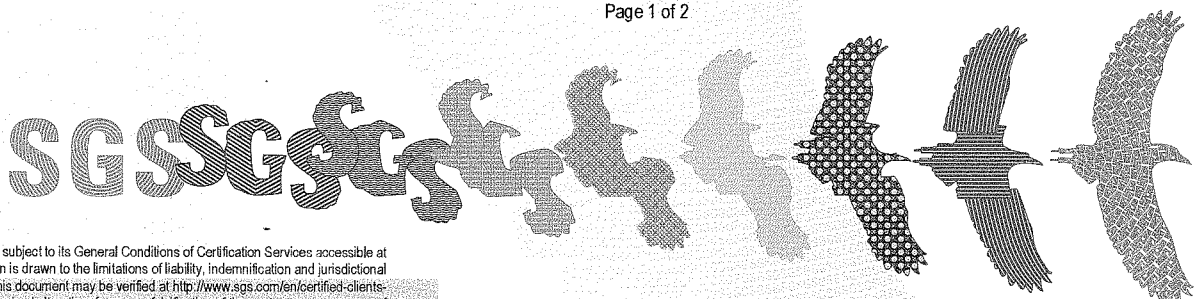 Page 1 of 2
SGS SGS SGS
subject to its General Conditions of Certification Services accessible at
n is drawn to the limitations of liability, indemnification and jurisdictional
his document may be verified at http://www.sgs.com/en/certified-clients-